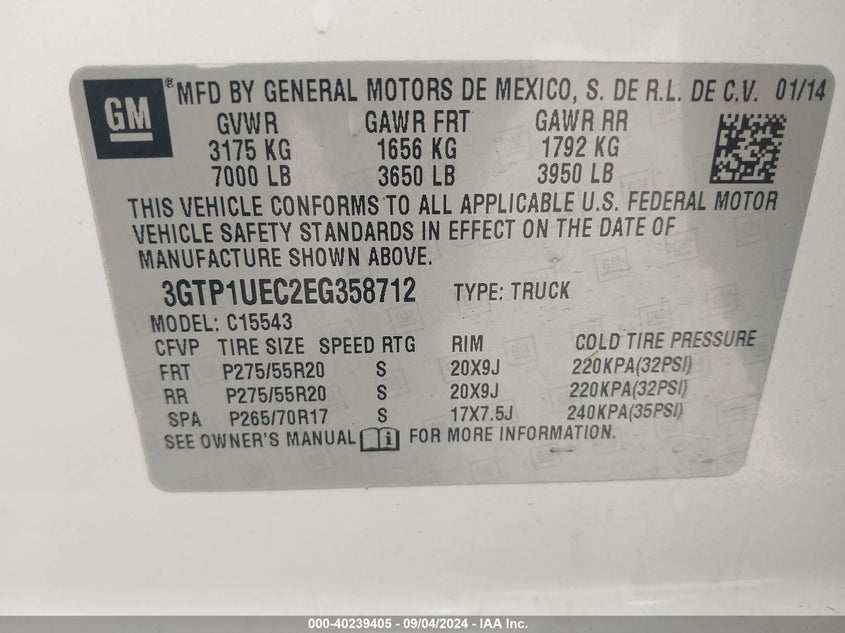 GM ® MFD BY GENERAL MOTORS DE MEXICO, S. DE R.L. DE C.V. 01/14
GVWR GAWR FRT GAWR RR
3175 KG 1656 KG 1792 KG
7000 LB 3650 LB 3950 LB
THIS VEHICLE CONFORMS TO ALL APPLICABLE U.S. FEDERAL MOTOR
VEHICLE SAFETY STANDARDS IN EFFECT ON THE DATE OF
MANUFACTURE SHOWN ABOVE.
3GTP1UEC2EG358712 TYPE: TRUCK
MODEL: C15543
CFVP TIRE SIZE SPEED RTG RIM COLD TIRE PRESSURE
FRT P275/55R20 S 20X9J 220KPA(32PSI)
RR P275/55R20 S 20X9J 220KPA(32PSI)
SPA P265/70R17 S 17X7.5J 240KPA(35PSI)
SEE OWNER'S MANUAL i FOR MORE INFORMATION.
000-40239405 - 09/04/2024 - IAA Inc.